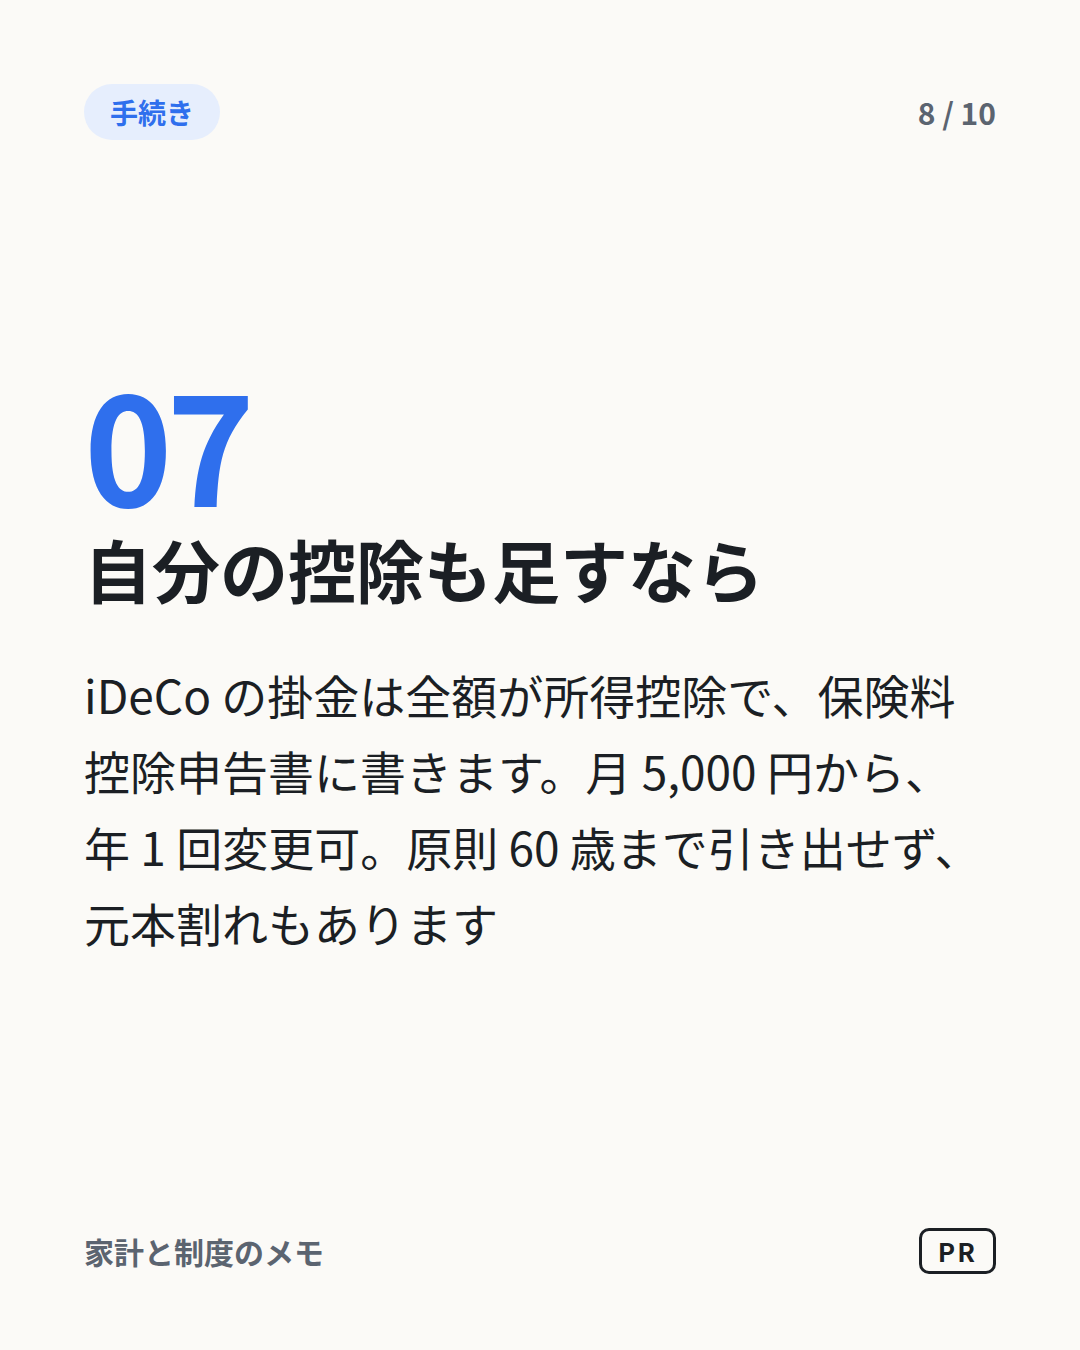 手続き
8 / 10
07
自分の控除も足すなら
iDeCo の掛金は全額が所得控除で、保険料
控除申告書に書きます。月 5,000 円から、
年 1 回変更可。原則 60 歳まで引き出せず、
元本割れもあります
家計と制度のメモ
PR